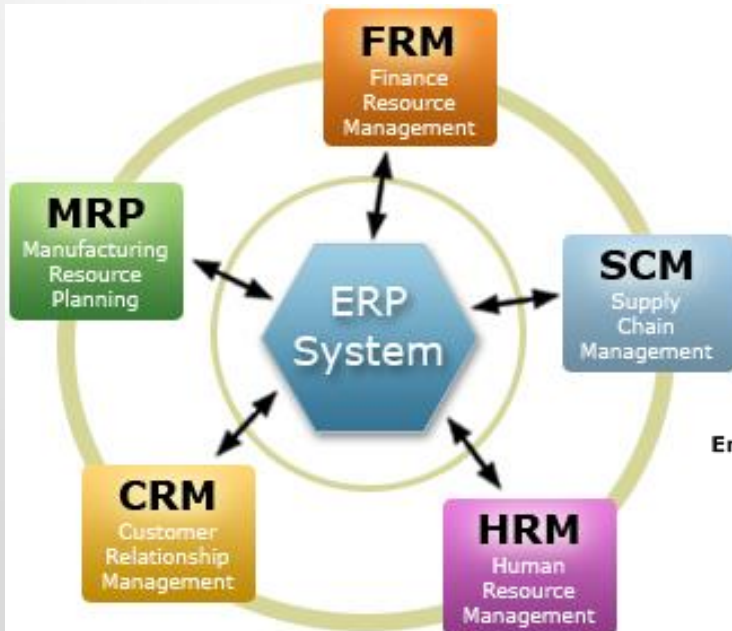 FRM
Finance
Resource
Management
MRP
Manufacturing
Resource
Planning
ERP
System
SCM
Supply
Chain
Management
CRM
Customer
Relationship
Management
HRM
Human
Resource
Management